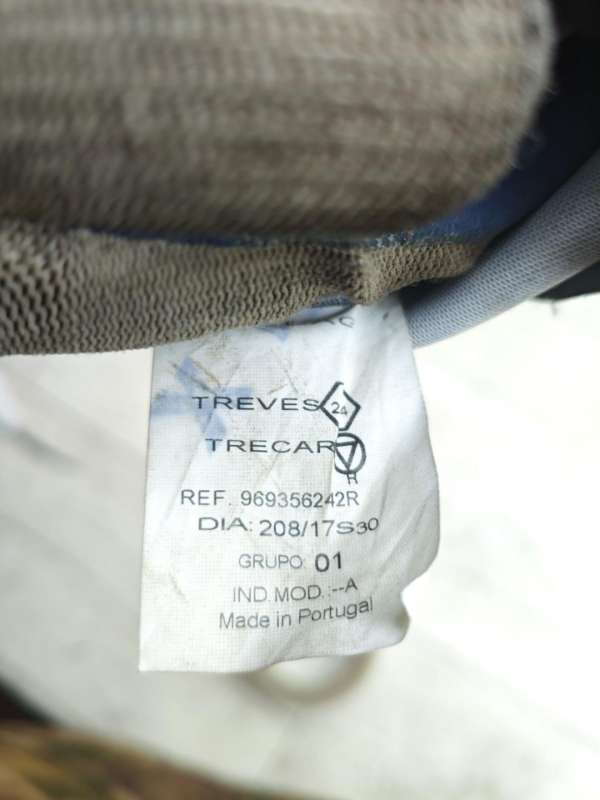 TREVES 24
TRECAR
R
REF. 969356242R
DIA: 208/17S30
GRUPO: 01
IND. MOD.:--A
Made in Portugal